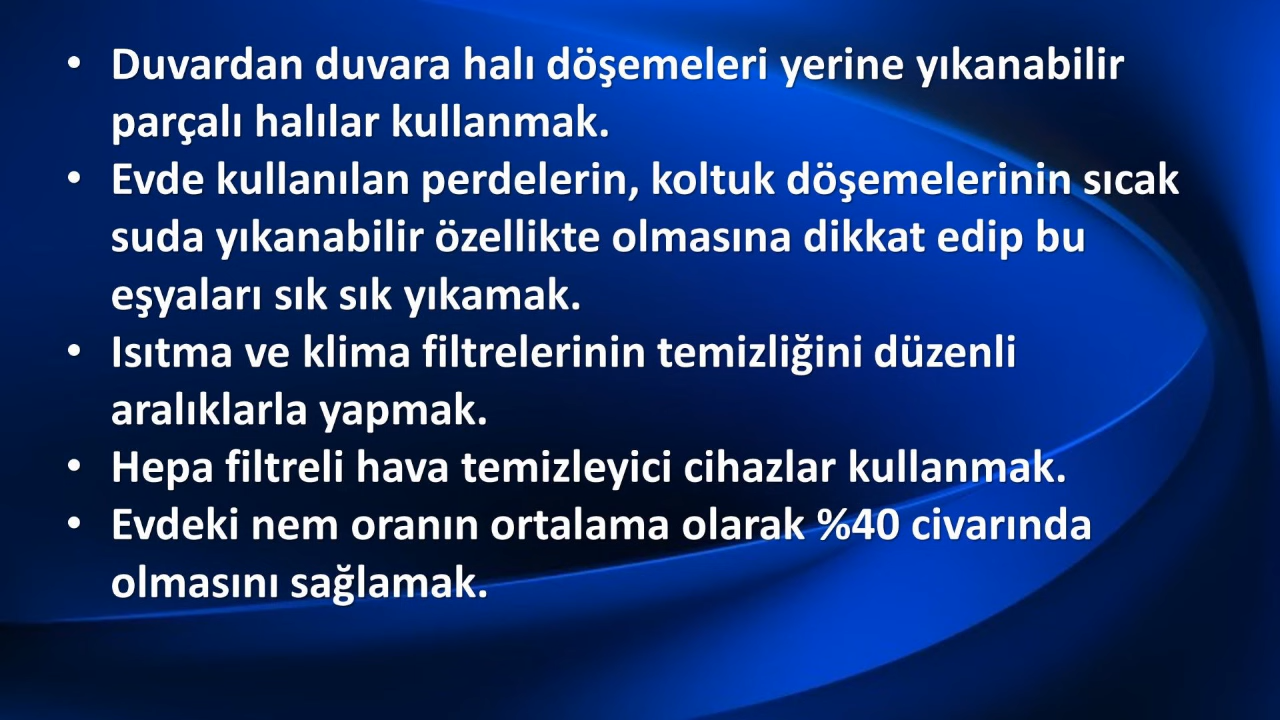 • Duvardan duvara halı döşemeleri yerine yıkanabilir
parçalı halılar kullanmak.
• Evde kullanılan perdelerin, koltuk döşemelerinin sıcak
suda yıkanabilir özellikte olmasına dikkat edip bu
eşyaları sık sık yıkamak.
• Isıtma ve klima filtrelerinin temizliğini düzenli
aralıklarla yapmak.
• Hepa filtreli hava temizleyici cihazlar kullanmak.
• Evdeki nem oranın ortalama olarak %40 civarında
olmasını sağlamak.